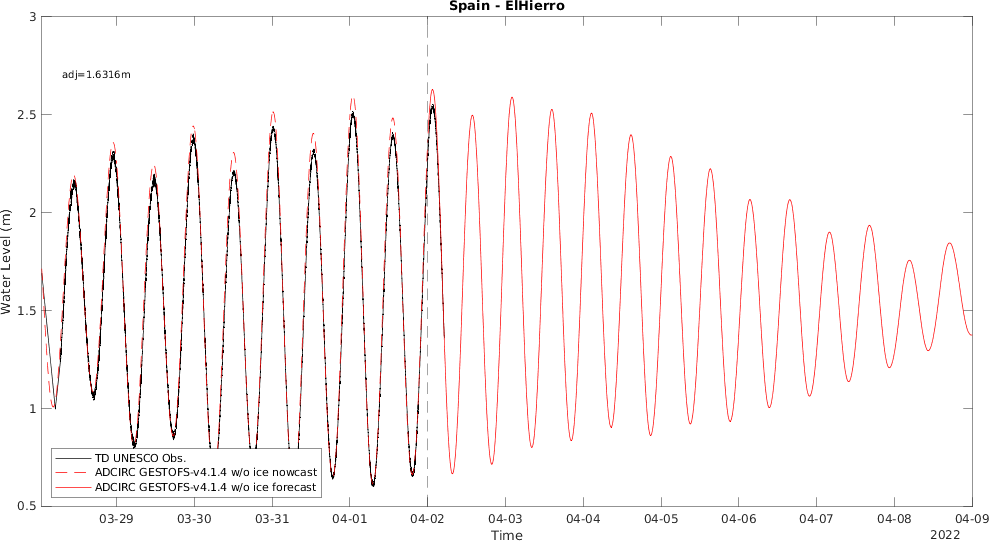 Spain - ElHierro
3
adj=1.6316m
2.5
2
Water Level (m)
1.5
1
TD UNESCO Obs.
ADCIRC GESTOFS-v4.1.4 w/o ice nowcast
ADCIRC GESTOFS-v4.1.4 w/o ice forecast
0.5
03-29 03-30 03-31 04-01 04-02 04-03 04-04 04-05 04-06 04-07 04-08 04-09
Time
2022